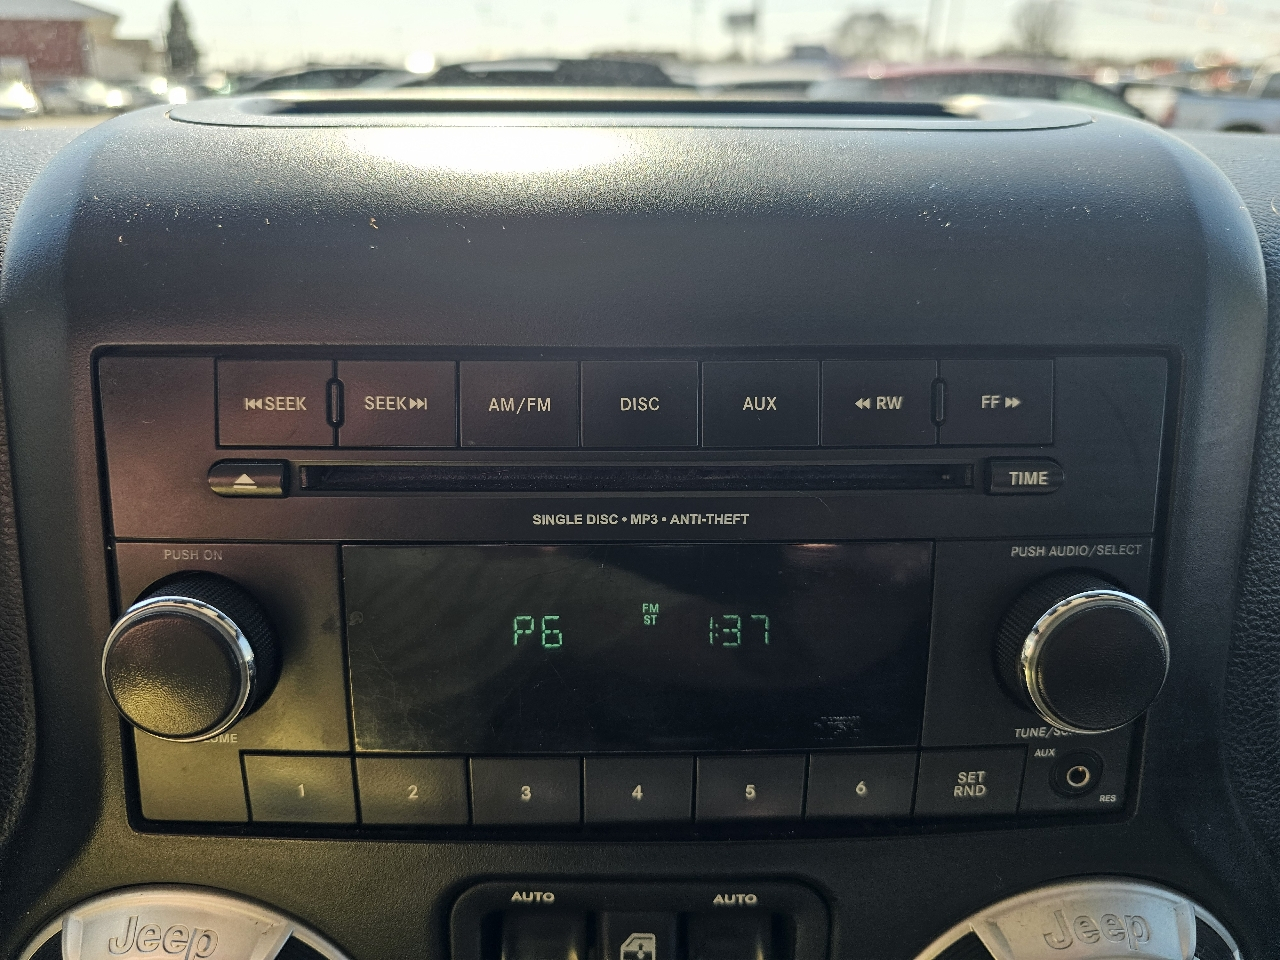 SEEK SEEK AM/FM DISC AUX RW FF
TIME
SINGLE DISC • MP3 • ANTI-THEFT
PUSH ON
PUSH AUDIO/SELECT
FM
ST
P6 1:37
AUX
1 2 3 4 5 6
SET
RND
RES
AUTO AUTO
Jeep Jeep